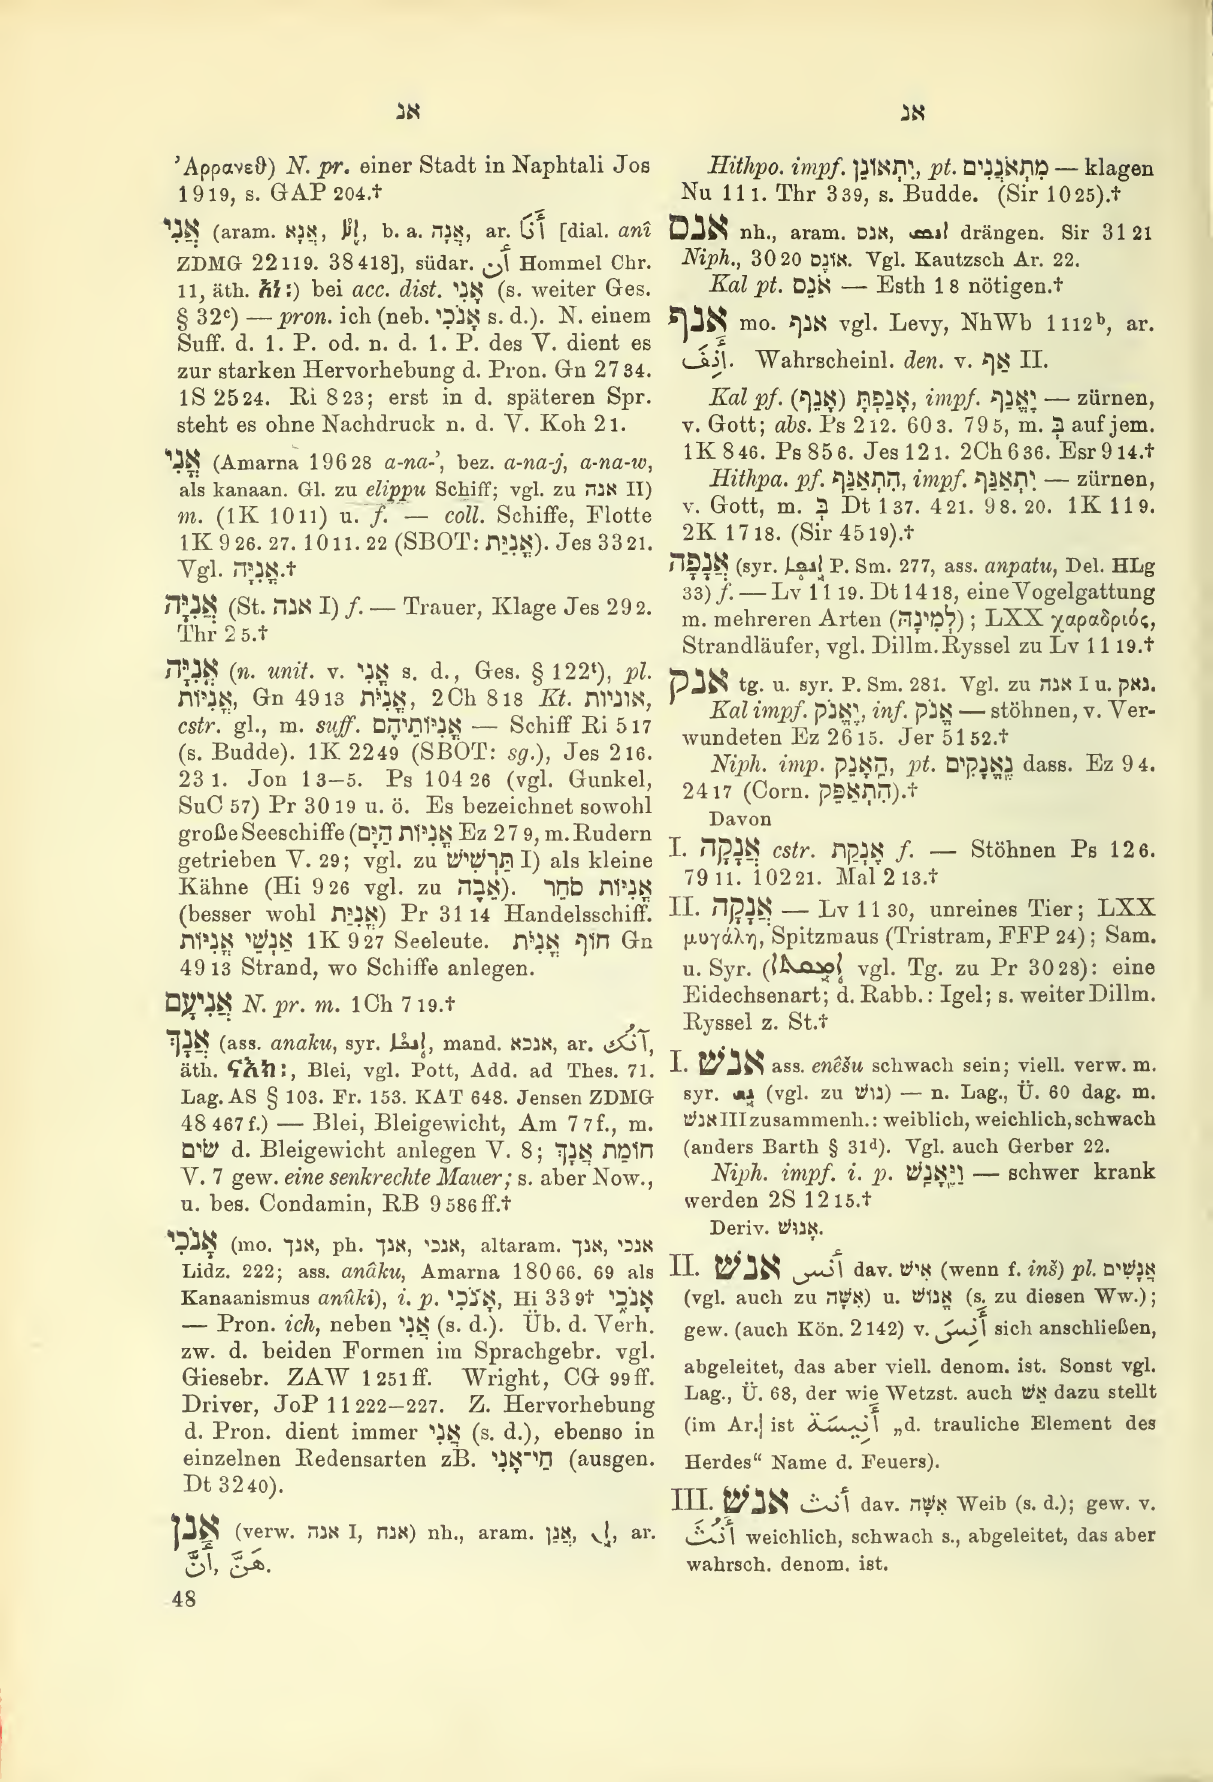 אנ
אנ
’Αρρανεϑ) N. pr. einer Stadt in Naphtali Jos
19 19, s. GAP 204.†
אֲנִי (aram. אֲנָא, b. a. אֲנָה, ar. أَنَا [dial. anî
ZDMG 22 119. 38 418], südar. أن Hommel Chr.
11, äth. አነ፡) bei acc. dist. אָנִי (s. weiter Ges.
§ 32ᶜ) — pron. ich (neb. אָנֹכִי s. d.). N. einem
Suff. d. 1. P. od. n. d. 1. P. des V. dient es
zur starken Hervorhebung d. Pron. Gn 27 34.
1S 25 24. Ri 8 23; erst in d. späteren Spr.
steht es ohne Nachdruck n. d. V. Koh 2 1.
אֳנִי (Amarna 196 28 a-na-’, bez. a-na-j, a-na-w,
als kanaan. Gl. zu elippu Schiff; vgl. zu אנה II)
m. (1K 10 11) u. f. — coll. Schiffe, Flotte
1K 9 26. 27. 10 11. 22 (SBOT: אֳנִיֹּת). Jes 33 21.
Vgl. אֳנִיָּה.†
אֲנִיָּה (St. אנה I) f. — Trauer, Klage Jes 29 2.
Thr 2 5.†
אֳנִיָּה (n. unit. v. אֳנִי s. d., Ges. § 122ᵗ), pl.
אֳנִיּוֹת, Gn 49 13 אֳנִיֹּת, 2Ch 8 18 Kt. אוניות,
cstr. gl., m. suff. אֳנִיּוֹתֵיהֶם — Schiff Ri 5 17
(s. Budde). 1K 22 49 (SBOT: sg.), Jes 2 16.
23 1. Jon 1 3–5. Ps 104 26 (vgl. Gunkel,
SuC 57) Pr 30 19 u. ö. Es bezeichnet sowohl
große Seeschiffe (אֳנִיּוֹת הַיָּם Ez 27 9, m. Rudern
getrieben V. 29; vgl. zu תַּרְשִׁישׁ I) als kleine
Kähne (Hi 9 26 vgl. zu אֵבֶה). אֳנִיּוֹת סֹחֵר
(besser wohl אֳנִיַּת) Pr 31 14 Handelsschiff.
אַנְשֵׁי אֳנִיּוֹת 1K 9 27 Seeleute. חוֹף אֳנִיֹּת Gn
49 13 Strand, wo Schiffe anlegen.
אֲנִיעָם N. pr. m. 1Ch 7 19.†
אֲנָךְ (ass. anaku, syr. ܐܢܟܐ, mand. אנכא, ar. آنُك,
äth. ናእክ፡, Blei, vgl. Pott, Add. ad Thes. 71.
Lag. AS § 103. Fr. 153. KAT 648. Jensen ZDMG
48 467 f.) — Blei, Bleigewicht, Am 7 7 f., m.
שׂים d. Bleigewicht anlegen V. 8; חוֹמַת אֲנָךְ
V. 7 gew. eine senkrechte Mauer; s. aber Now.,
u. bes. Condamin, RB 9 586 ff.†
אָנֹכִי (mo. אנך, ph. אנך, אנכי, altaram. אנך, אנכי
Lidz. 222; ass. anâku, Amarna 180 66. 69 als
Kanaanismus anûki), i. p. אָנֹכִי, Hi 33 9† אָנֹכִי
— Pron. ich, neben אֲנִי (s. d.). Üb. d. Verh.
zw. d. beiden Formen im Sprachgebr. vgl.
Giesebr. ZAW 1 251 ff. Wright, CG 99 ff.
Driver, JoP 11 222–227. Z. Hervorhebung
d. Pron. dient immer אֲנִי (s. d.), ebenso in
einzelnen Redensarten zB. חַי־אָנִי (ausgen.
Dt 32 40).
אנן (verw. אנה I, אנח) nh., aram. אֲנַן, ar.
أَنَّ, هَنَّ.
48
Hithpo. impf. יִתְאוֹנֵן, pt. מִתְאֹנְנִים — klagen
Nu 11 1. Thr 3 39, s. Budde. (Sir 10 25).†
אנס nh., aram. אנס, ܐܢܣ drängen. Sir 31 21
Niph., 30 20 אוֹנֵס. Vgl. Kautzsch Ar. 22.
Kal pt. אֹנֵס — Esth 1 8 nötigen.†
אנף mo. אנף vgl. Levy, NhWb 1 112ᵇ, ar.
أَنِفَ. Wahrscheinl. den. v. אַף II.
Kal pf. (אָנַף) אָנַפְתָּ, impf. יֶאֱנַף — zürnen,
v. Gott; abs. Ps 2 12. 60 3. 79 5, m. בְּ auf jem.
1K 8 46. Ps 85 6. Jes 12 1. 2Ch 6 36. Esr 9 14.†
Hithpa. pf. הִתְאַנַּף, impf. יִתְאַנַּף — zürnen,
v. Gott, m. בְּ Dt 1 37. 4 21. 9 8. 20. 1K 11 9.
2K 17 18. (Sir 45 19).†
אֲנָפָה (syr. ܐܢܦܐ P. Sm. 277, ass. anpatu, Del. HLg
33) f. — Lv 11 19. Dt 14 18, eine Vogelgattung
m. mehreren Arten (לְמִינָהּ); LXX χαραδριός,
Strandläufer, vgl. Dillm. Ryssel zu Lv 11 19.†
אנק tg. u. syr. P. Sm. 281. Vgl. zu אנה I u. נאק.
Kal impf. יֶאֱנֹק, inf. אֱנֹק — stöhnen, v. Ver-
wundeten Ez 26 15. Jer 51 52.†
Niph. imp. הֵאָנֵק, pt. נֶאֱנָקִים dass. Ez 9 4.
24 17 (Corn. הִתְאַפֵּק).†
Davon
I. אֲנָקָה cstr. אֶנְקַת f. — Stöhnen Ps 12 6.
79 11. 102 21. Mal 2 13.†
II. אֲנָקָה — Lv 11 30, unreines Tier; LXX
μυγάλη, Spitzmaus (Tristram, FFP 24); Sam.
u. Syr. (vgl. Tg. zu Pr 30 28): eine
Eidechsenart; d. Rabb.: Igel; s. weiter Dillm.
Ryssel z. St.†
I. אנשׁ ass. enêšu schwach sein; viell. verw. m.
syr. (vgl. zu נושׁ) — n. Lag., Ü. 60 dag. m.
אנשׁ III zusammenh.: weiblich, weichlich, schwach
(anders Barth § 31ᵈ). Vgl. auch Gerber 22.
Niph. impf. i. p. וַיֵּאָנַשׁ — schwer krank
werden 2S 12 15.†
Deriv. אָנוּשׁ.
II. אנשׁ أَنس dav. אִישׁ (wenn f. inš) pl. אֲנָשִׁים
(vgl. auch zu אִשָּׁה) u. אֱנוֹשׁ (s. zu diesen Ww.);
gew. (auch Kön. 2 142) v. أَنِسَ sich anschließen,
abgeleitet, das aber viell. denom. ist. Sonst vgl.
Lag., Ü. 68, der wie Wetzst. auch אֵשׁ dazu stellt
(im Ar. ist أَنِيسَة „d. trauliche Element des
Herdes“ Name d. Feuers).
III. אנשׁ أنث dav. אִשָּׁה Weib (s. d.); gew. v.
أَنُثَ weichlich, schwach s., abgeleitet, das aber
wahrsch. denom. ist.